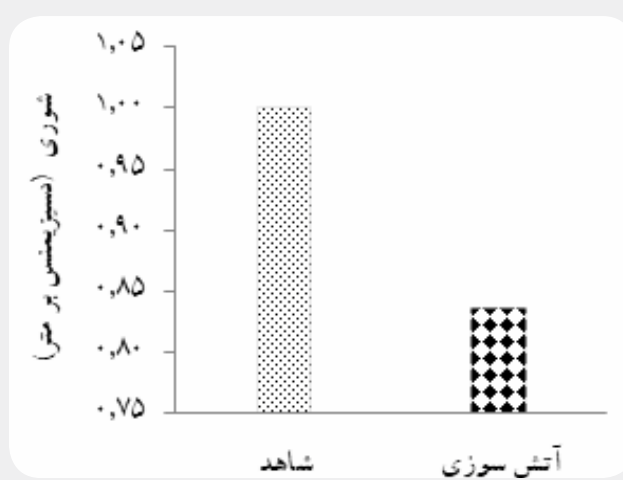 شوری (دسیزیمنس بر متر)
۱,۰۵
۱,۰۰
۰,۹۵
۰,۹۰
۰,۸۵
۰,۸۰
۰,۷۵
شاهد
آتش سوزی